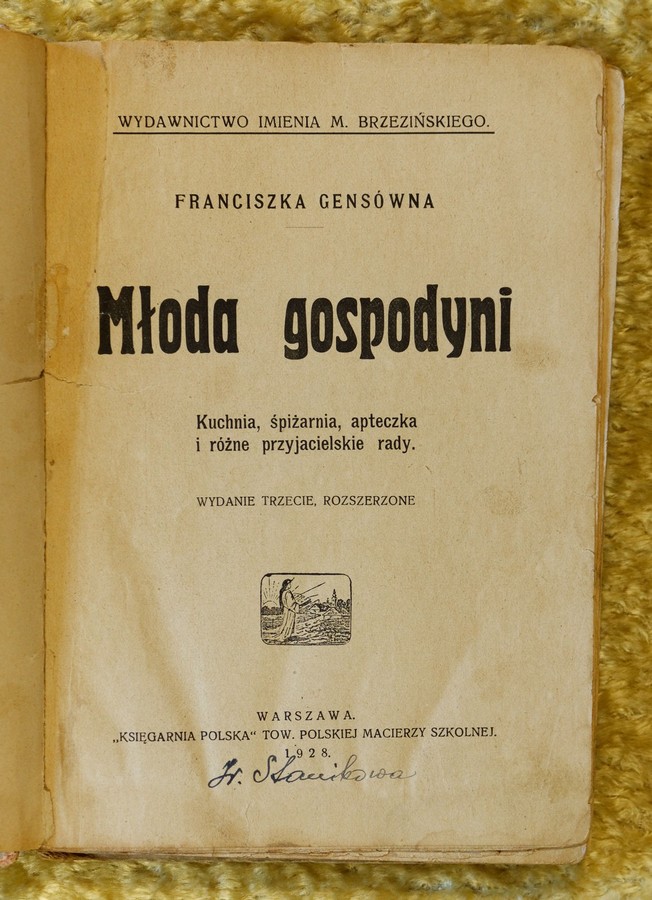 WYDAWNICTWO IMIENIA M. BRZEZIŃSKIEGO.
FRANCISZKA GENSÓWNA
Młoda gospodyni
Kuchnia, śpiżarnia, apteczka
i różne przyjacielskie rady.
WYDANIE TRZECIE, ROZSZERZONE
WARSZAWA.
„KSIĘGARNIA POLSKA“ TOW. POLSKIEJ MACIERZY SZKOLNEJ.
1928.
Stanikowa